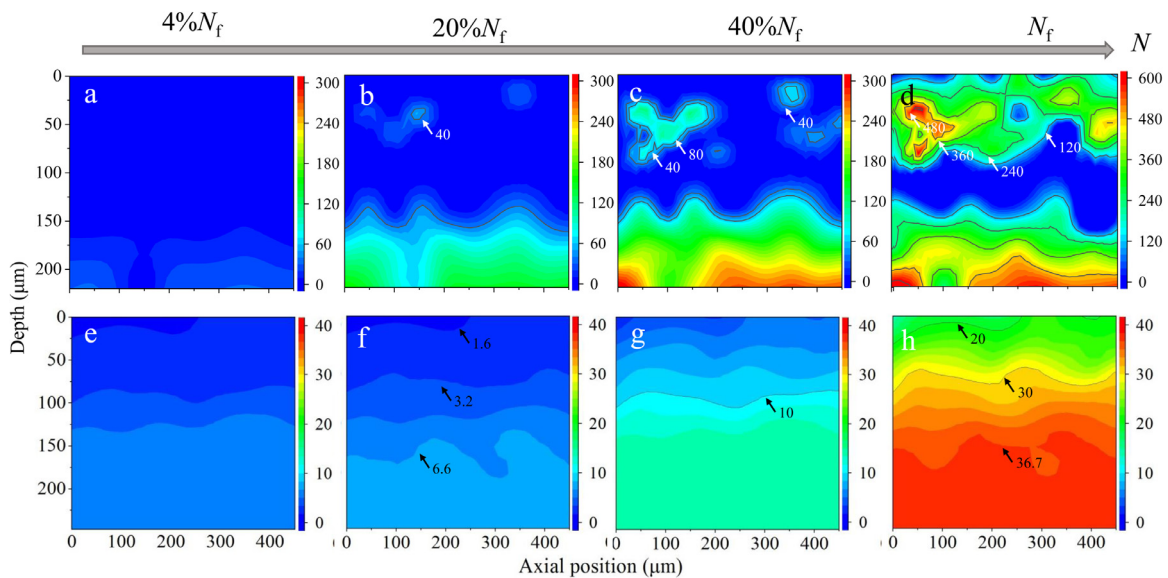 4%Nf 20%Nf 40%Nf Nf N
a b c d
0 50 100 150 200
300 240 180 120 60 0
40
300 240 180 120 60 0
40 80 40
300 240 180 120 60 0
480 360 240 120
600 480 360 240 120 0
Depth (μm)
e f g h
0 50 100 150 200
40 30 20 10 0
1.6
3.2
6.6
40 30 20 10 0
10
40 30 20 10 0
20
30
36.7
40 30 20 10 0
0 100 200 300 400 0 100 200 300 400 0 100 200 300 400 0 100 200 300 400
Axial position (μm)